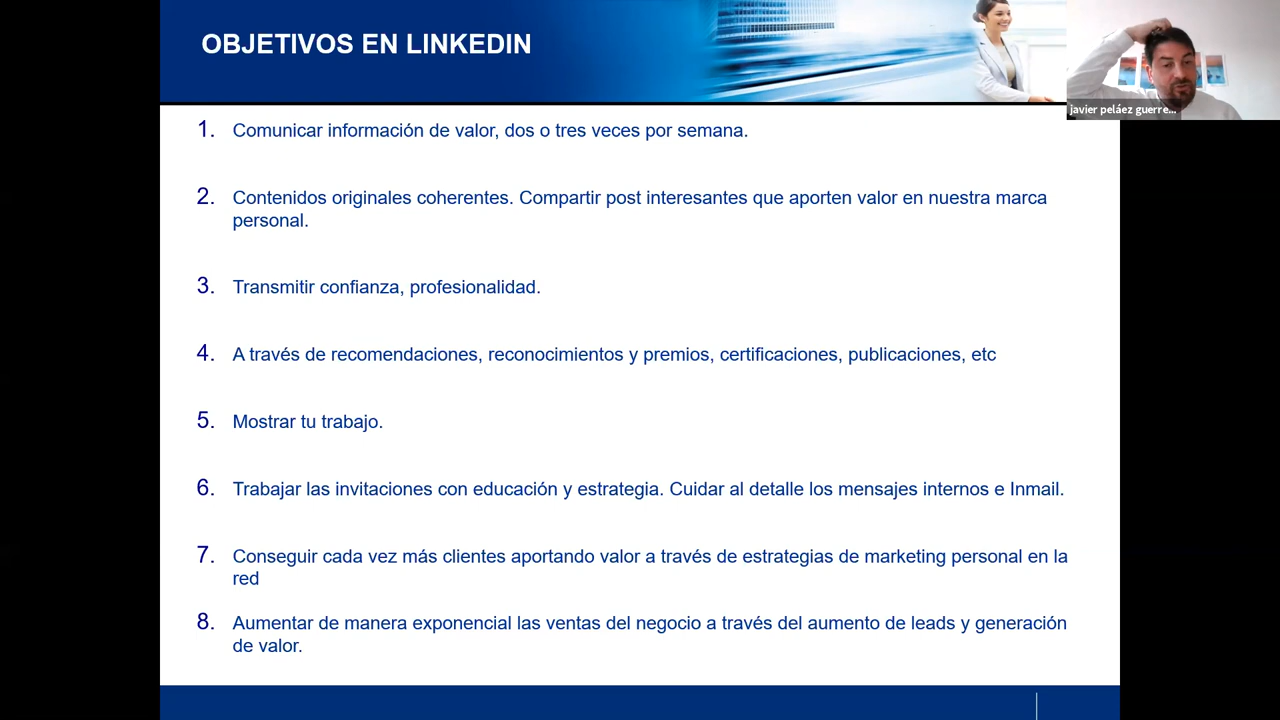 OBJETIVOS EN LINKEDIN
javier peláez guerre...
1. Comunicar información de valor, dos o tres veces por semana.
2. Contenidos originales coherentes. Compartir post interesantes que aporten valor en nuestra marca
personal.
3. Transmitir confianza, profesionalidad.
4. A través de recomendaciones, reconocimientos y premios, certificaciones, publicaciones, etc
5. Mostrar tu trabajo.
6. Trabajar las invitaciones con educación y estrategia. Cuidar al detalle los mensajes internos e Inmail.
7. Conseguir cada vez más clientes aportando valor a través de estrategias de marketing personal en la
red
8. Aumentar de manera exponencial las ventas del negocio a través del aumento de leads y generación
de valor.